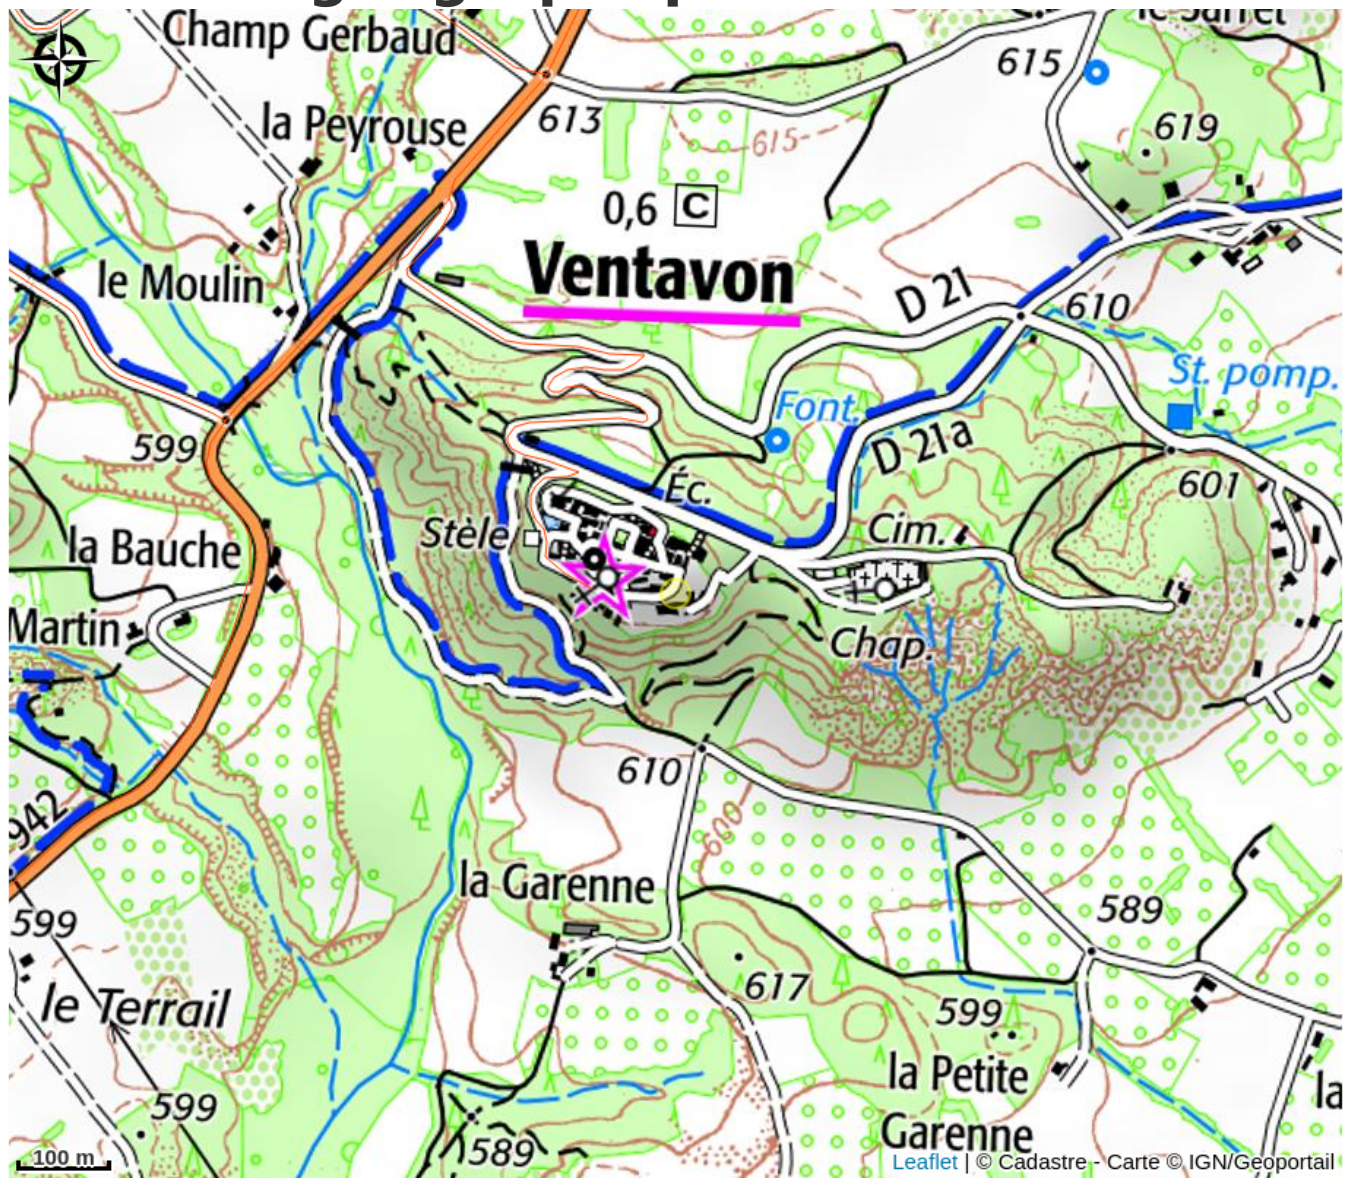 Champ Gerbaud
la Peyrouse
613
615
619
615
0,6 C
Ventavon
le Moulin
D 21
610
St. pomp.
Font.
D 21a
599
601
Éc.
Stèle
Cim.
la Bauche
Martin
Chap.
610
600
942
la Garenne
589
599
617
le Terrail
599
la Petite
Garenne
la
599
589
100 m
Leaflet | © Cadastre - Carte © IGN/Geoportail